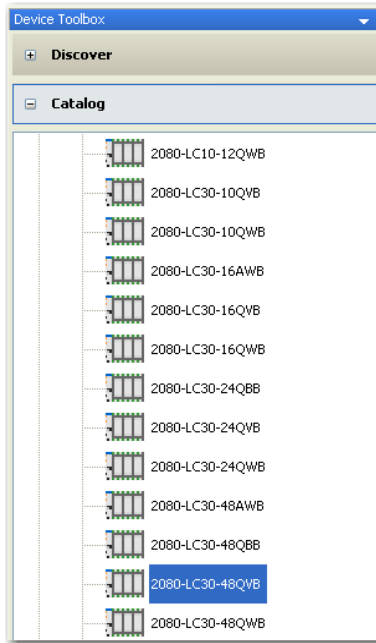 Device Toolbox
Discover
Catalog
2080-LC10-12QWB
2080-LC30-10QVB
2080-LC30-10QWB
2080-LC30-16AWB
2080-LC30-16QVB
2080-LC30-16QWB
2080-LC30-24QBB
2080-LC30-24QVB
2080-LC30-24QWB
2080-LC30-48AWB
2080-LC30-48QBB
2080-LC30-48QVB
2080-LC30-48QWB